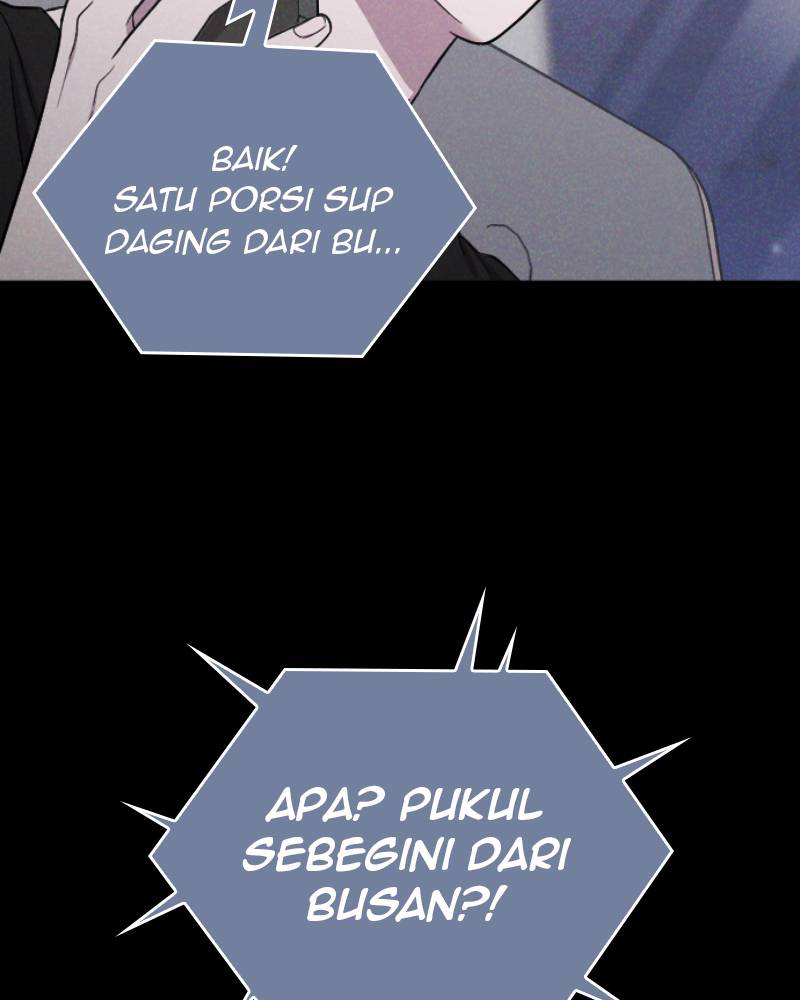 BAIK!
SATU PORSI SUP
DAGING DARI BU...
APA? PUKUL
SEBEGINI DARI
BUSAN?!